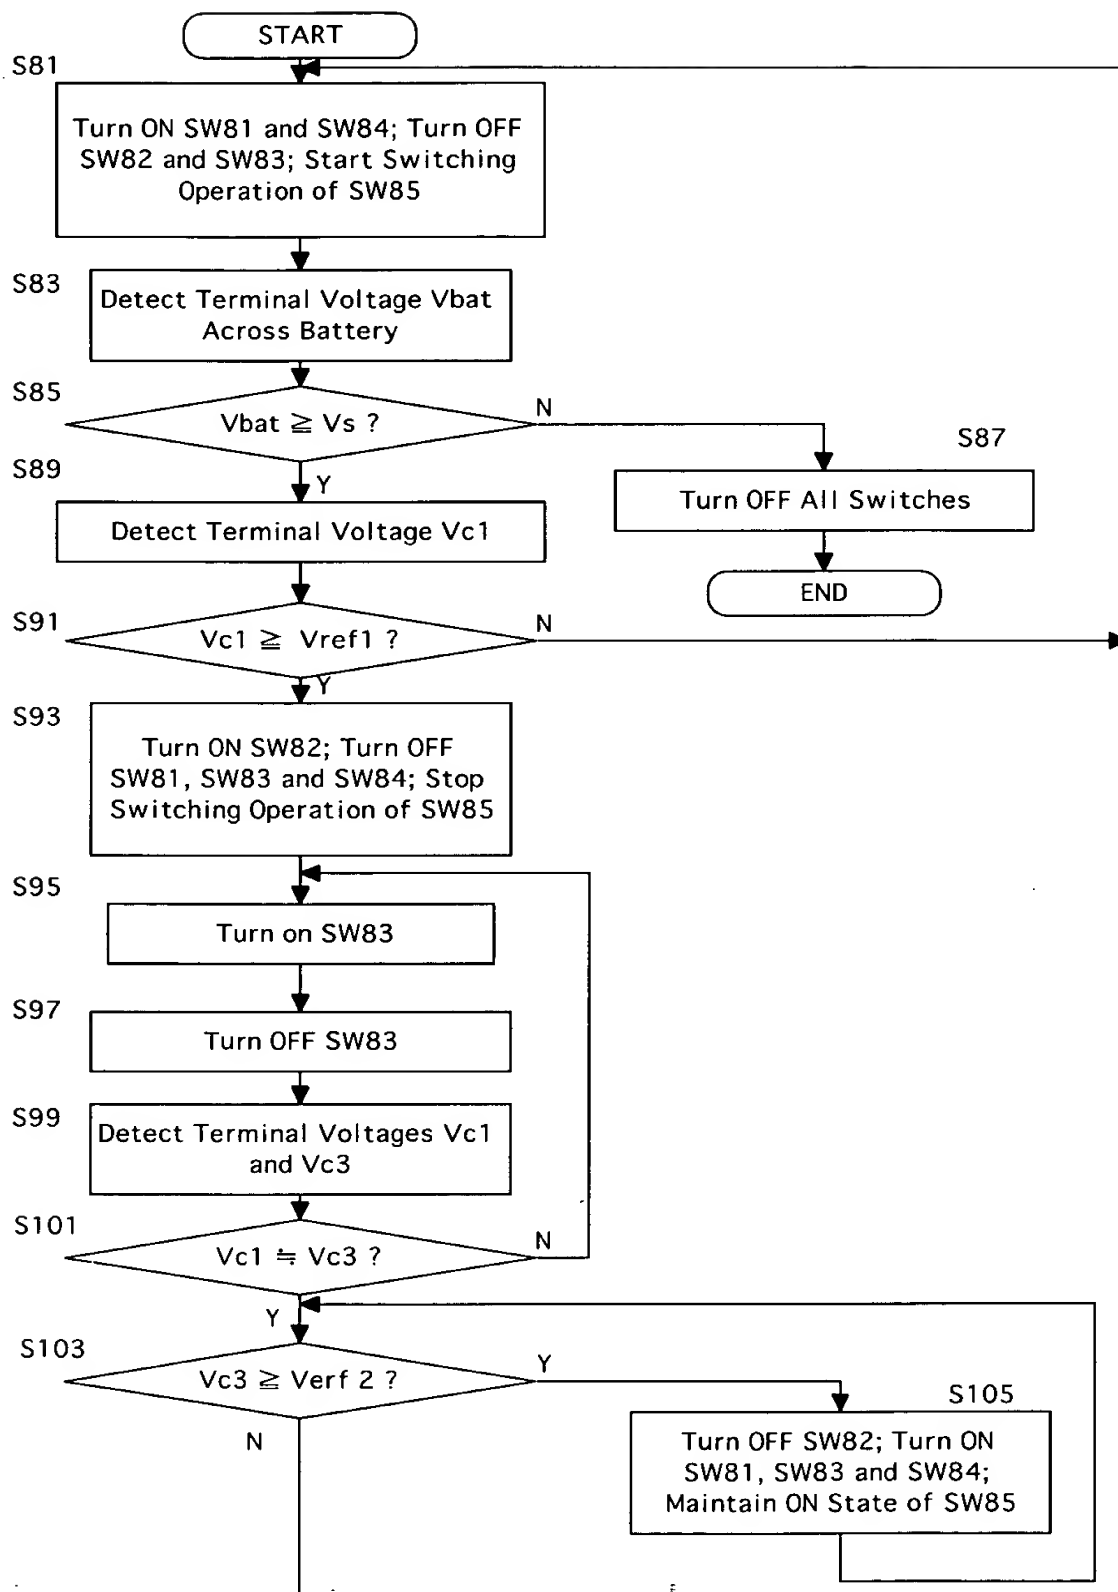 START
S81
Turn ON SW81 and SW84; Turn OFF
SW82 and SW83; Start Switching
Operation of SW85
S83
Detect Terminal Voltage Vbat
Across Battery
S85
Vbat ≧ Vs ?
N
S87
Turn OFF All Switches
END
Y
S89
Detect Terminal Voltage Vc1
S91
Vc1 ≧ Vref1 ?
N
Y
S93
Turn ON SW82; Turn OFF
SW81, SW83 and SW84; Stop
Switching Operation of SW85
S95
Turn on SW83
S97
Turn OFF SW83
S99
Detect Terminal Voltages Vc1
and Vc3
S101
Vc1 ≒ Vc3 ?
N
Y
S103
Vc3 ≧ Verf 2 ?
Y
N
S105
Turn OFF SW82; Turn ON
SW81, SW83 and SW84;
Maintain ON State of SW85